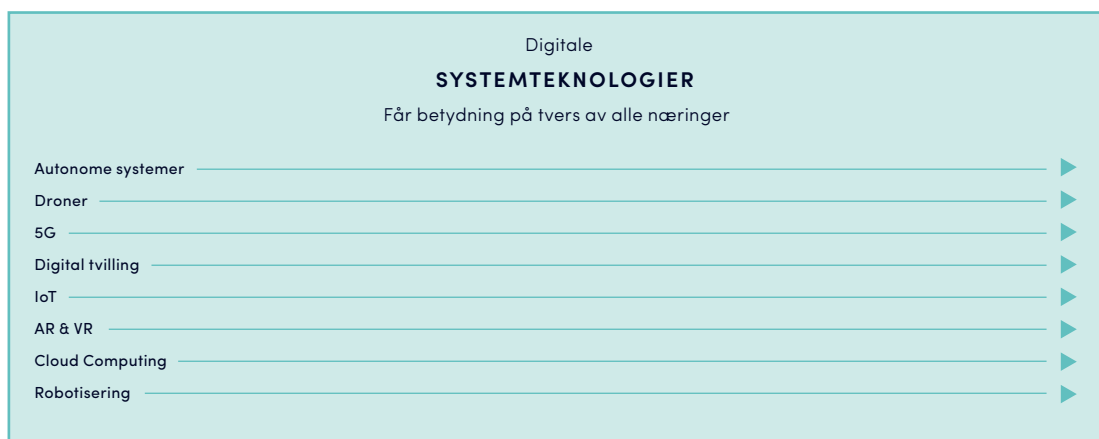 Digitale
SYSTEMTEKNOLOGIER
Får betydning på tvers av alle næringer
Autonome systemer
Droner
5G
Digital tvilling
IoT
AR & VR
Cloud Computing
Robotisering